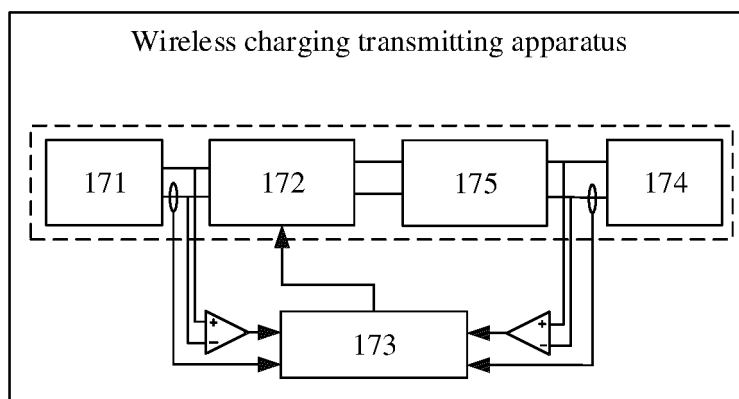 Wireless charging transmitting apparatus
171 172 175 174
+ +
− −
173